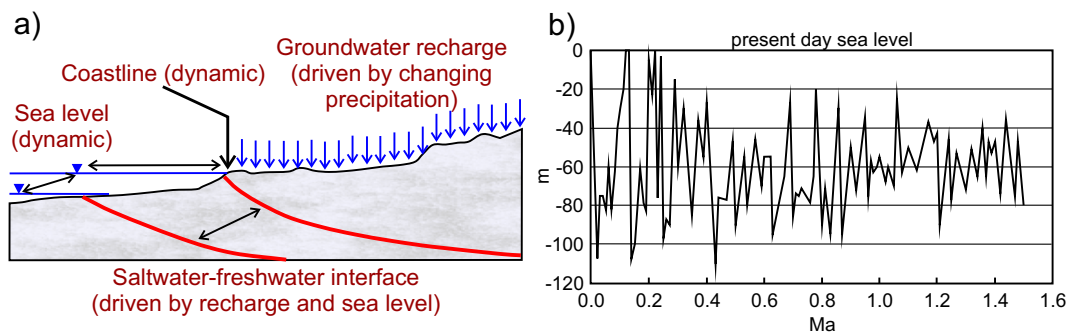 a)
Groundwater recharge
(driven by changing
precipitation)
Coastline (dynamic)
Sea level
(dynamic)
Saltwater-freshwater interface
(driven by recharge and sea level)
b)
present day sea level
0
-20
-40
-60
-80
-100
-120
m
0.0 0.2 0.4 0.6 0.8 1.0 1.2 1.4 1.6
Ma